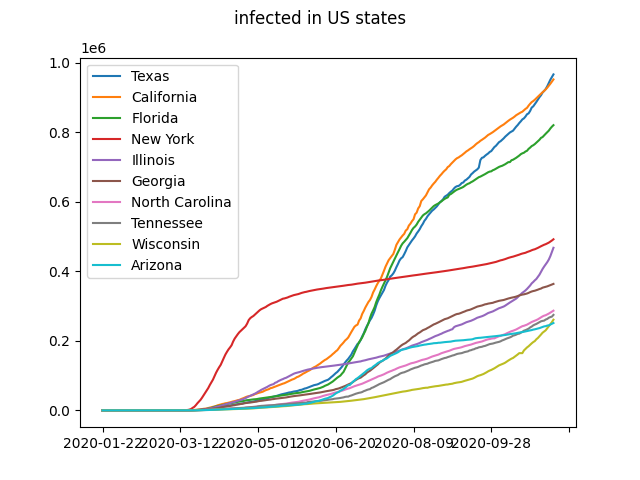 infected in US states
1e6
1.0
0.8
0.6
0.4
0.2
0.0
Texas
California
Florida
New York
Illinois
Georgia
North Carolina
Tennessee
Wisconsin
Arizona
2020-01-22 2020-03-12 2020-05-01 2020-06-20 2020-08-09 2020-09-28